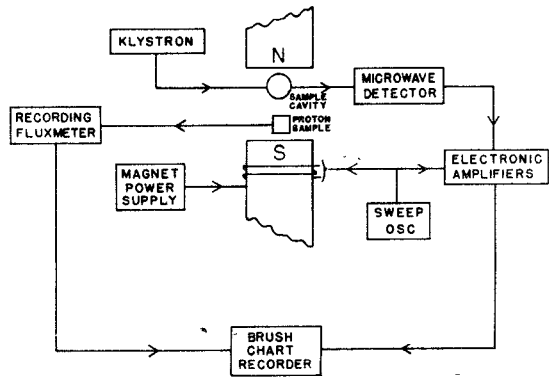 KLYSTRON
N
SAMPLE
CAVITY
MICROWAVE
DETECTOR
RECORDING
FLUXMETER
PROTON
SAMPLE
S
MAGNET
POWER
SUPPLY
ELECTRONIC
AMPLIFIERS
SWEEP
OSC
BRUSH
CHART
RECORDER